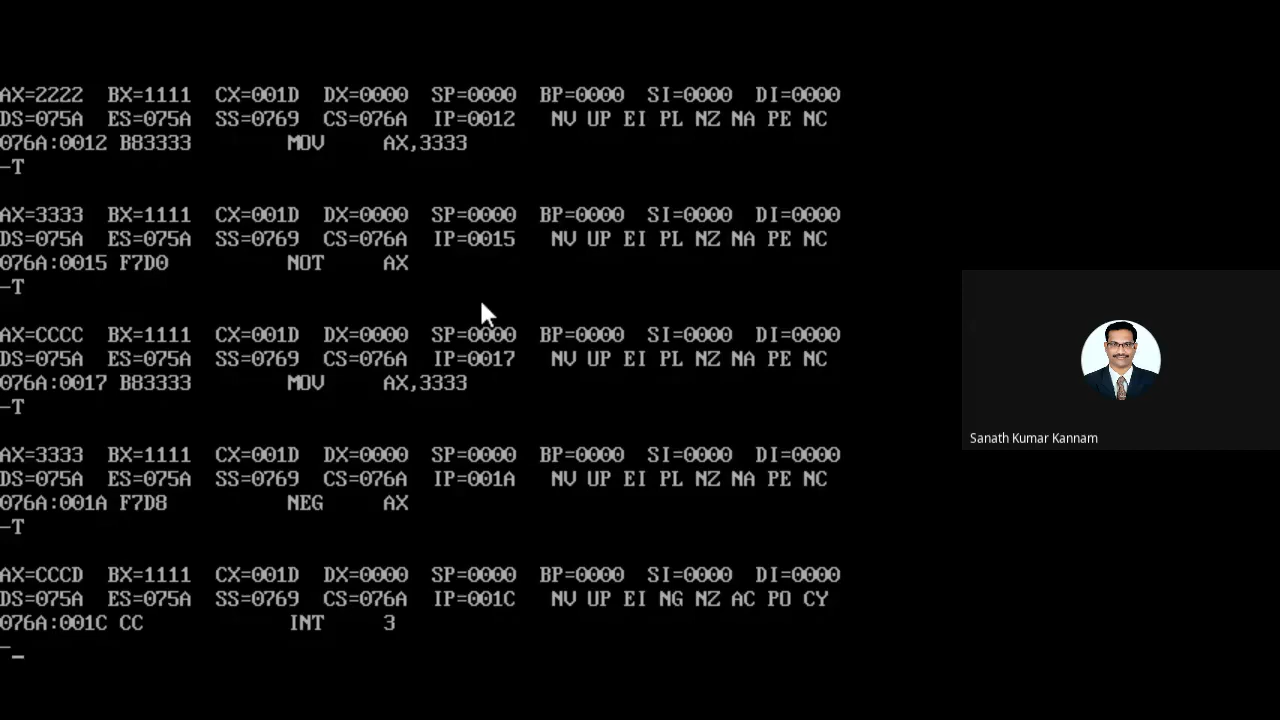 AX=2222  BX=1111  CX=001D  DX=0000  SP=0000  BP=0000  SI=0000  DI=0000
DS=075A  ES=075A  SS=0769  CS=076A  IP=0012   NV UP EI PL NZ NA PE NC
076A:0012 B83333        MOV     AX,3333
-T
AX=3333  BX=1111  CX=001D  DX=0000  SP=0000  BP=0000  SI=0000  DI=0000
DS=075A  ES=075A  SS=0769  CS=076A  IP=0015   NV UP EI PL NZ NA PE NC
076A:0015 F7D0          NOT     AX
-T
AX=CCCC  BX=1111  CX=001D  DX=0000  SP=0000  BP=0000  SI=0000  DI=0000
DS=075A  ES=075A  SS=0769  CS=076A  IP=0017   NV UP EI PL NZ NA PE NC
076A:0017 B83333        MOV     AX,3333
-T
AX=3333  BX=1111  CX=001D  DX=0000  SP=0000  BP=0000  SI=0000  DI=0000
DS=075A  ES=075A  SS=0769  CS=076A  IP=001A   NV UP EI PL NZ NA PE NC
076A:001A F7D8          NEG     AX
-T
AX=CCCD  BX=1111  CX=001D  DX=0000  SP=0000  BP=0000  SI=0000  DI=0000
DS=075A  ES=075A  SS=0769  CS=076A  IP=001C   NV UP EI NG NZ AC PO CY
076A:001C CC            INT     3
-_
Sanath Kumar Kannam